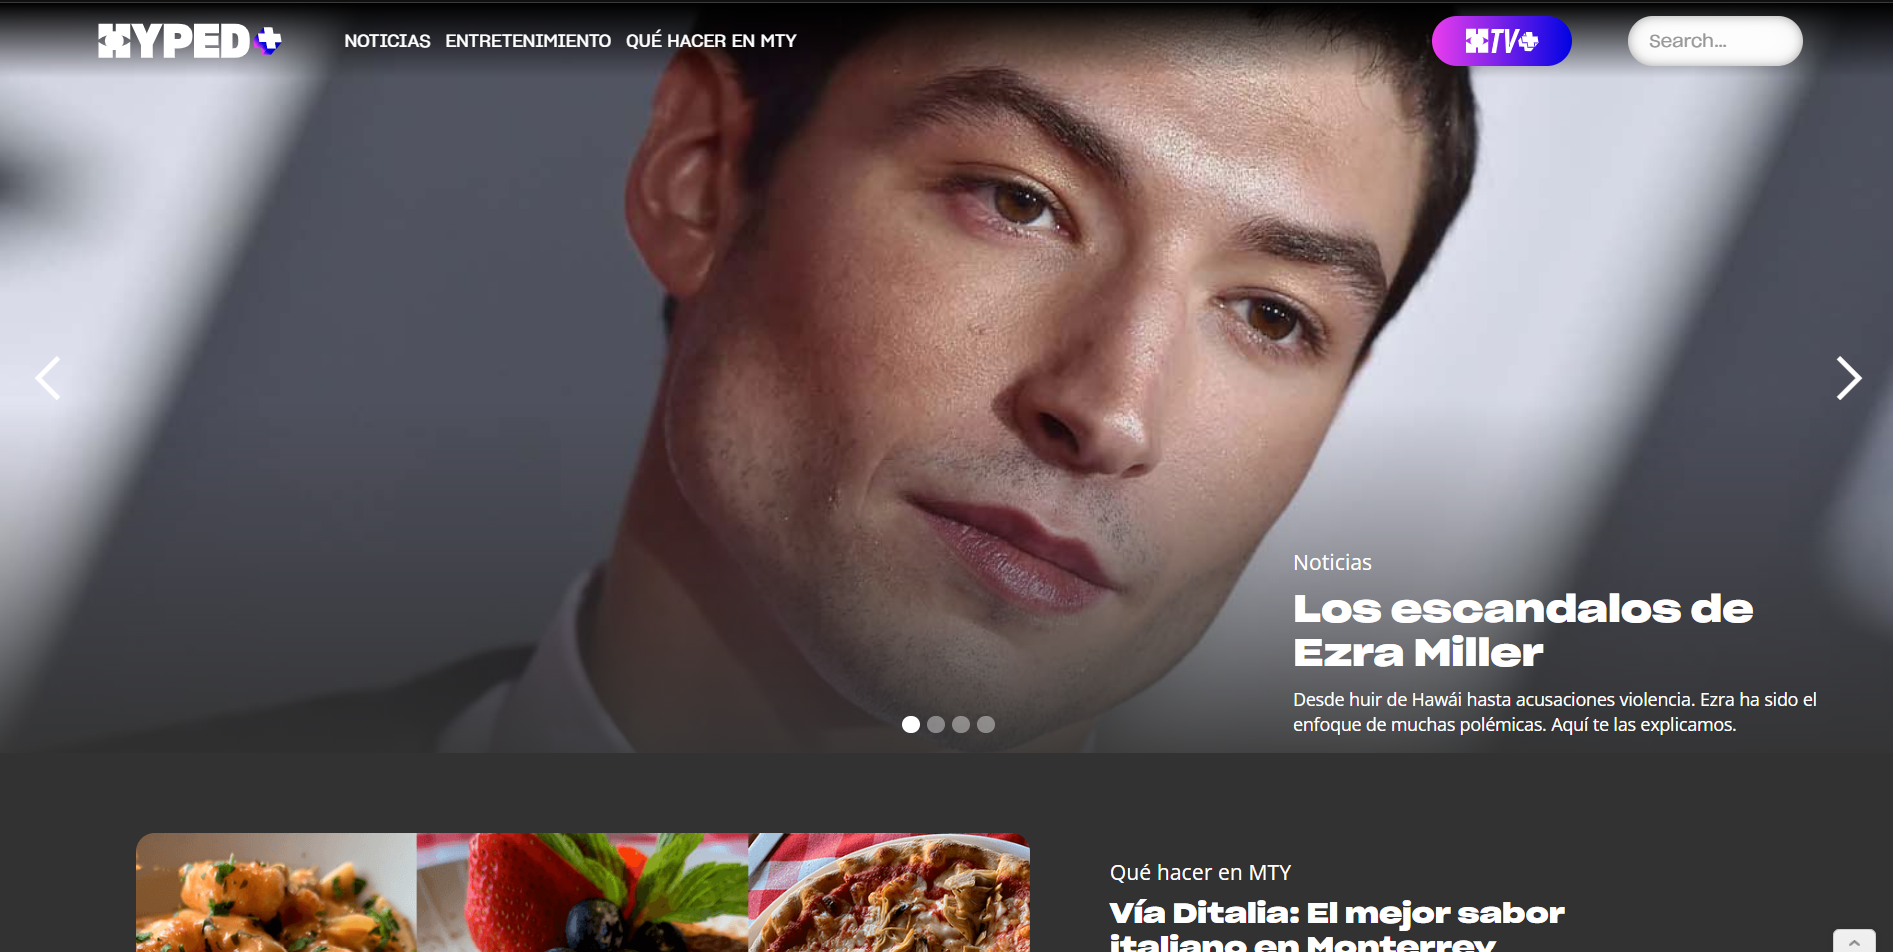 HYPED+
NOTICIAS ENTRETENIMIENTO QUÉ HACER EN MTY
HTV+
Search...
Noticias
Los escandalos de
Ezra Miller
Desde huir de Hawái hasta acusaciones violencia. Ezra ha sido el
enfoque de muchas polémicas. Aquí te las explicamos.
Qué hacer en MTY
Vía Ditalia: El mejor sabor
italiano en Monterrey